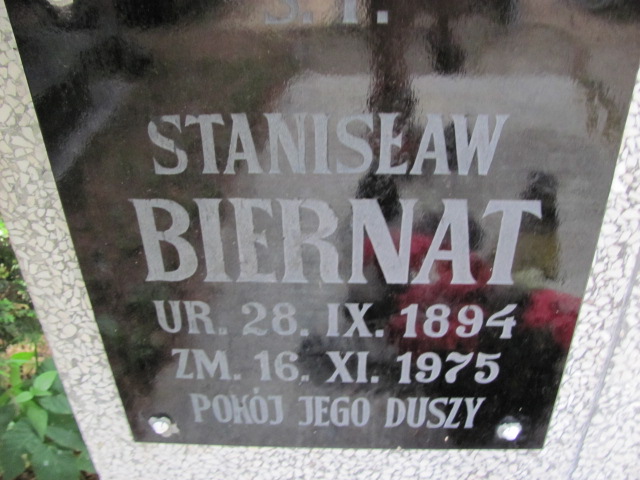 Ś. P.
STANISŁAW
BIERNAT
UR. 28. IX. 1894
ZM. 16. XI. 1975
POKÓJ JEGO DUSZY